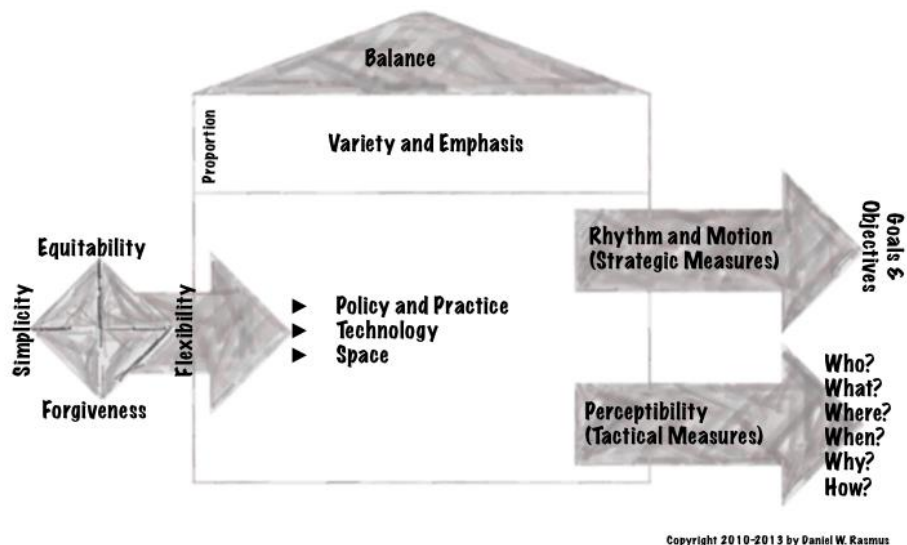 Balance
Proportion
Variety and Emphasis
Equitability
Simplicity
Flexibility
Forgiveness
► Policy and Practice
► Technology
► Space
Rhythm and Motion
(Strategic Measures)
Goals &
Objectives
Perceptibility
(Tactical Measures)
Who?
What?
Where?
When?
Why?
How?
Copyright 2010-2013 by Daniel W. Rasmus